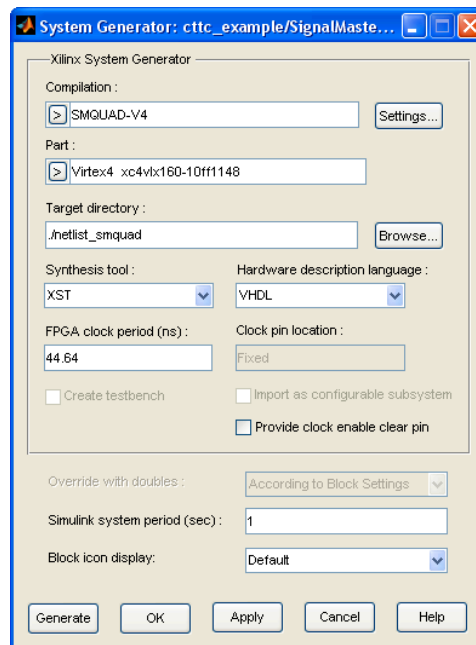 System Generator: cttc_example/SignalMaste...
Xilinx System Generator
Compilation :
> SMQUAD-V4 Settings...
Part :
> Virtex4 xc4vlx160-10ff1148
Target directory :
./netlist_smquad Browse...
Synthesis tool : Hardware description language :
XST VHDL
FPGA clock period (ns) : Clock pin location :
44.64 Fixed
Create testbench Import as configurable subsystem
Provide clock enable clear pin
Override with doubles : According to Block Settings
Simulink system period (sec) : 1
Block icon display: Default
Generate OK Apply Cancel Help